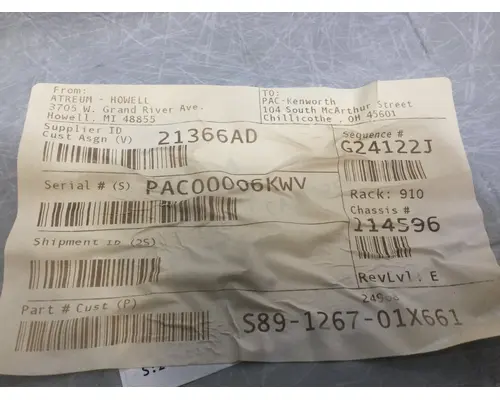 From:
ATREUM - HOWELL
3705 W. Grand River Ave.
Howell, MI 48855
TO:
PAC-Kenworth
104 South McArthur Street
Chillicothe, OH 45601
Supplier ID
Cust Asgn (V) 21366AD
Sequence #
G24122J
Serial # (S) PAC00006KWV
Rack: 910
Chassis #
114596
Shipment ID (2S)
RevLvl: E
Part # Cust (P)
S89-1267-01X661